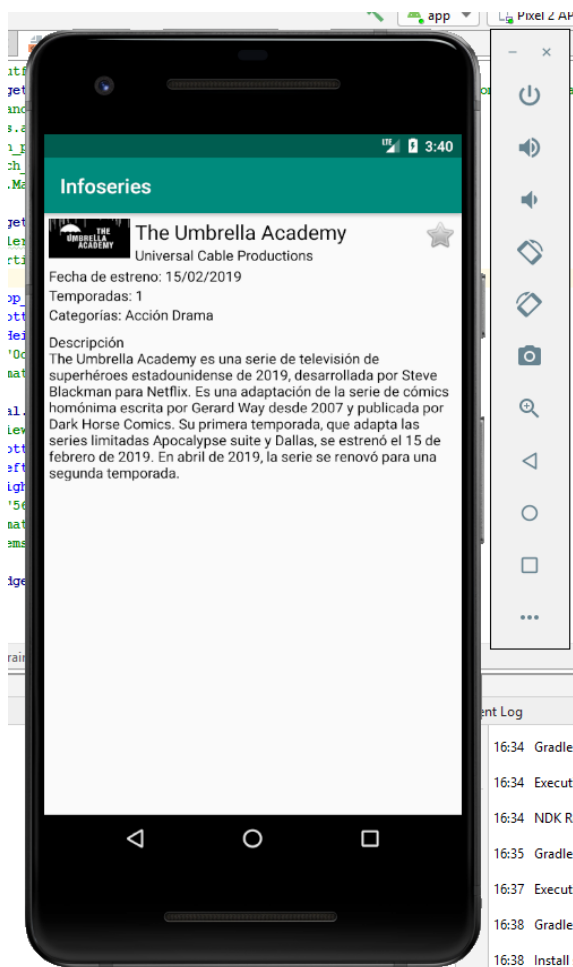 app
Pixel 2 AP
3:40
Infoseries
THE
UMBRELLA
ACADEMY
The Umbrella Academy
Universal Cable Productions
Fecha de estreno: 15/02/2019
Temporadas: 1
Categorías: Acción Drama
Descripción
The Umbrella Academy es una serie de televisión de
superhéroes estadounidense de 2019, desarrollada por Steve
Blackman para Netflix. Es una adaptación de la serie de cómics
homónima escrita por Gerard Way desde 2007 y publicada por
Dark Horse Comics. Su primera temporada, que adapta las
series limitadas Apocalypse suite y Dallas, se estrenó el 15 de
febrero de 2019. En abril de 2019, la serie se renovó para una
segunda temporada.
nt Log
16:34 Gradle
16:34 Execut
16:34 NDK R
16:35 Gradle
16:37 Execut
16:38 Gradle
16:38 Install